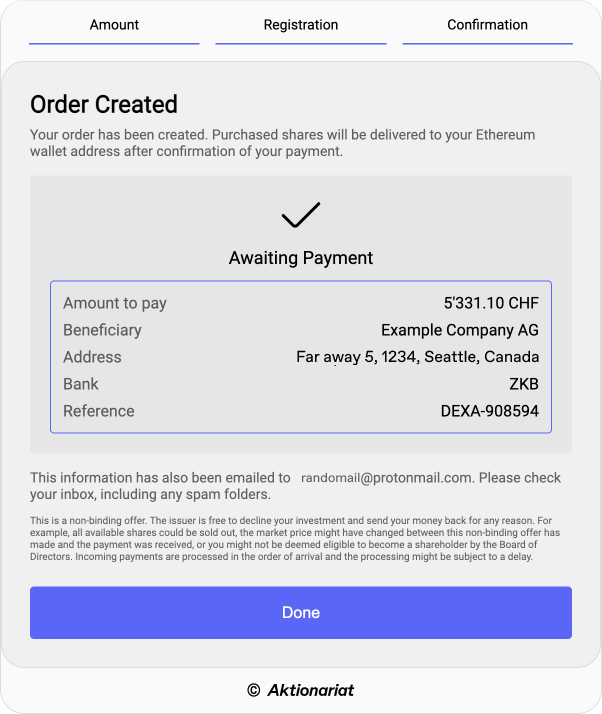 Amount Registration Confirmation
Order Created
Your order has been created. Purchased shares will be delivered to your Ethereum
wallet address after confirmation of your payment.
Awaiting Payment
Amount to pay 5'331.10 CHF
Beneficiary Example Company AG
Address Far away 5, 1234, Seattle, Canada
Bank ZKB
Reference DEXA-908594
This information has also been emailed to randomail@protonmail.com. Please check
your inbox, including any spam folders.
This is a non-binding offer. The issuer is free to decline your investment and send your money back for any reason. For
example, all available shares could be sold out, the market price might have changed between this non-binding offer has
made and the payment was received, or you might not be deemed eligible to become a shareholder by the Board of
Directors. Incoming payments are processed in the order of arrival and the processing might be subject to a delay.
Done
© Aktionariat